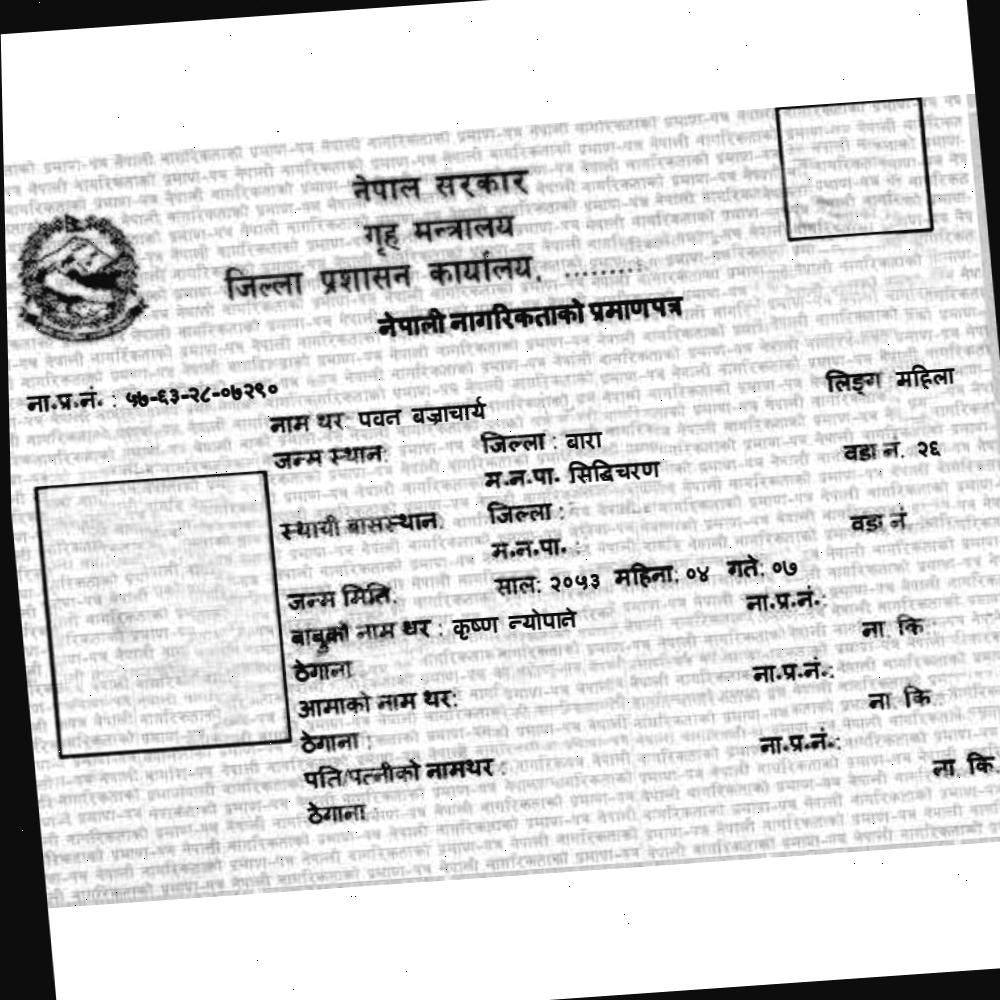 नेपाल सरकार
गृह मन्त्रालय
जिल्ला प्रशासन कार्यालय, .........
नेपाली नागरिकताको प्रमाणपत्र
ना.प्र.नं. : ५७-६३-२८-०७२९०
लिङ्ग महिला
नाम थर: पवन बज्राचार्य
जन्म स्थान: जिल्ला : बारा
म.न.पा. सिद्धिचरण वडा नं. २६
स्थायी बासस्थान: जिल्ला :
म.न.पा. : वडा नं.
जन्म मिति: साल: २०५३ महिना: ०४ गते: ०७
बाबुको नाम थर : कृष्ण न्योपाने ना.प्र.नं.:
ठेगाना ना. कि.
आमाको नाम थर: ना.प्र.नं.:
ठेगाना : ना. कि.
पति/पत्नीको नामथर : ना.प्र.नं.:
ठेगाना : ना. कि